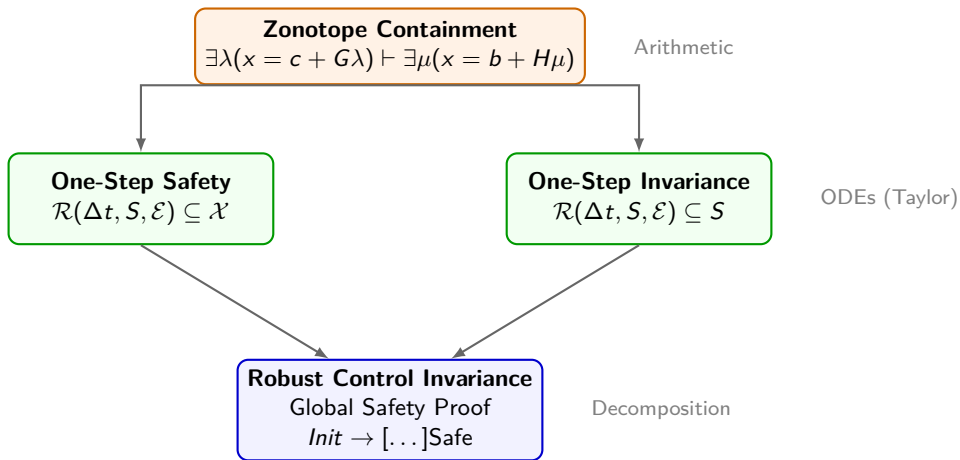 Zonotope Containment
∃λ(x = c + Gλ) ⊢ ∃μ(x = b + Hμ)
Arithmetic
One-Step Safety
ℛ(Δt, S, ℰ) ⊆ 𝒳
One-Step Invariance
ℛ(Δt, S, ℰ) ⊆ S
ODEs (Taylor)
Robust Control Invariance
Global Safety Proof
Init → [...]Safe
Decomposition